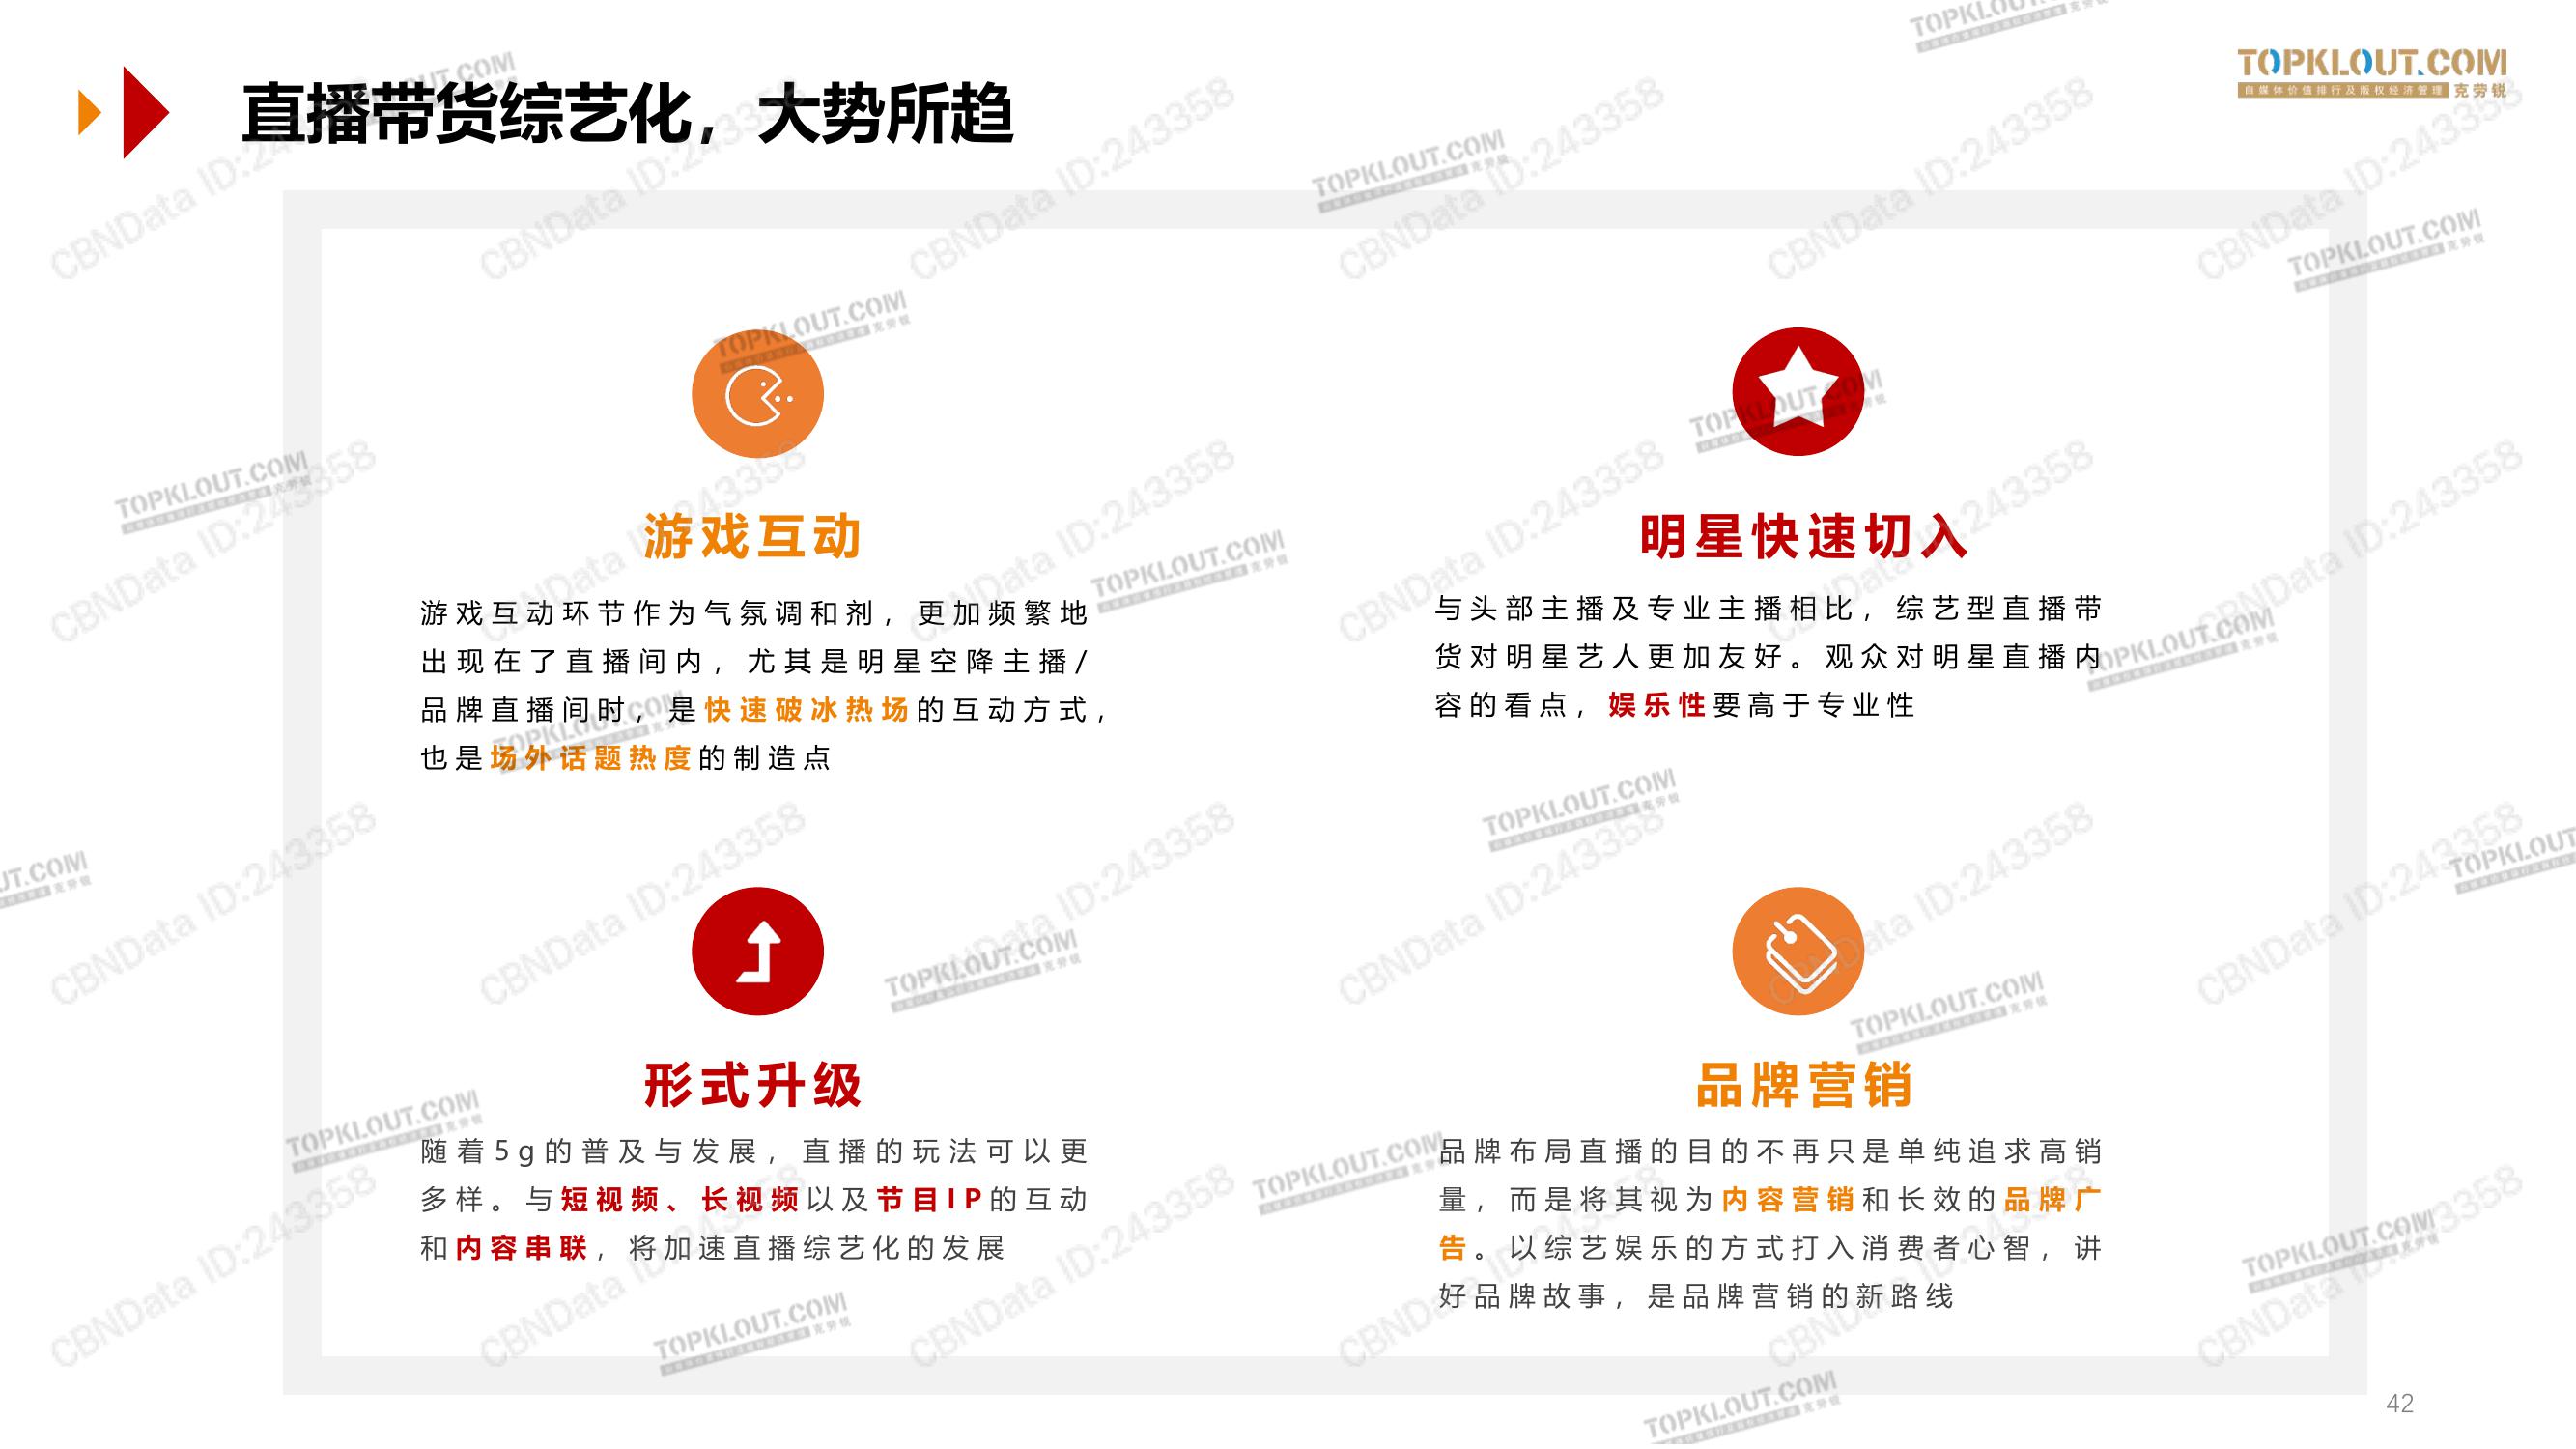 直播带货综艺化，大势所趋
TOPKLOUT.COM
自媒体价值排行及版权经济管理 克劳锐
游戏互动
游戏互动环节作为气氛调和剂，更加频繁地
出现在了直播间内，尤其是明星空降主播/
品牌直播间时，是快速破冰热场的互动方式，
也是场外话题热度的制造点
明星快速切入
与头部主播及专业主播相比，综艺型直播带
货对明星艺人更加友好。观众对明星直播内
容的看点，娱乐性要高于专业性
形式升级
随着5g的普及与发展，直播的玩法可以更
多样。与短视频、长视频以及节目IP的互动
和内容串联，将加速直播综艺化的发展
品牌营销
品牌布局直播的目的不再只是单纯追求高销
量，而是将其视为内容营销和长效的品牌广
告。以综艺娱乐的方式打入消费者心智，讲
好品牌故事，是品牌营销的新路线
42
CBNData ID:243358